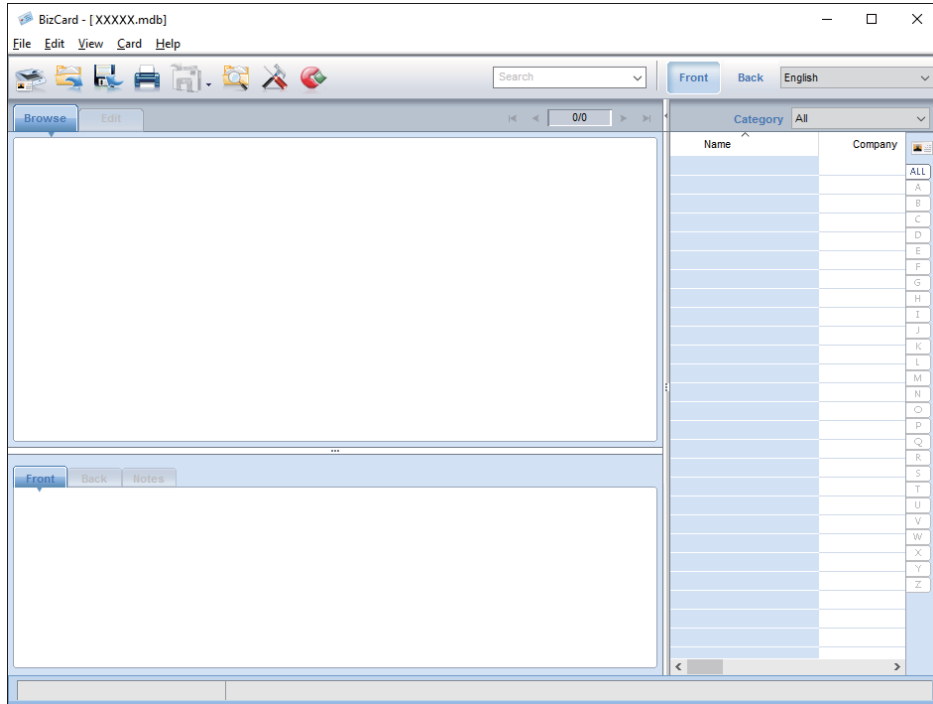 BizCard - [ XXXXX.mdb]
File Edit View Card Help
Search Front Back English
Browse Edit 0/0 Category All
Name Company
ALL
A
B
C
D
E
F
G
H
I
J
K
L
M
N
O
P
Q
R
S
T
U
V
W
X
Y
Z
Front Back Notes